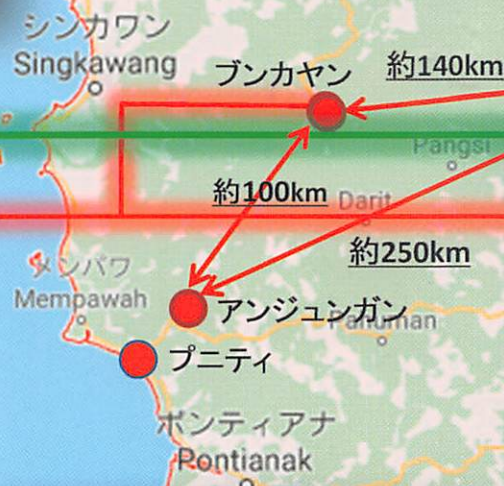 シンカワン
Singkawang
ブンカヤン
約140km
Pangsi
約100km
Darit
約250km
メンパワ
Mempawah
アンジュンガン
Pahuman
プニティ
ポンティアナ
Pontianak